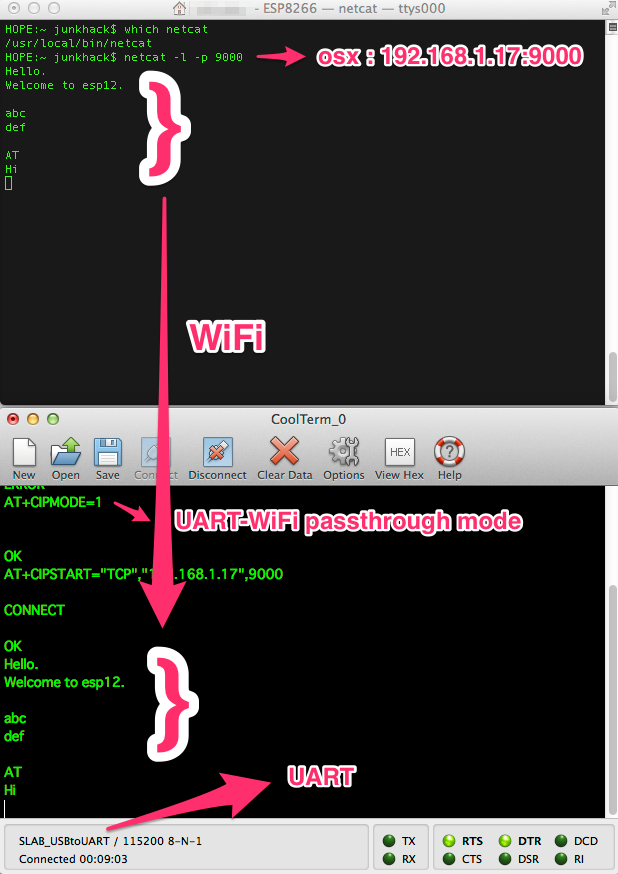 - ESP8266 — netcat — ttys000
HOPE:~ junkhack$ which netcat
/usr/local/bin/netcat
HOPE:~ junkhack$ netcat -l -p 9000
osx : 192.168.1.17:9000
Hello.
Welcome to esp12.
abc
def
AT
Hi
}
WiFi
CoolTerm_0
New Open Save Disconnect Clear Data Options View Hex Help
HEX
ERROR
AT+CIPMODE=1
UART-WiFi passthrough mode
OK
AT+CIPSTART="TCP","1 .168.1.17",9000
CONNECT
OK
Hello.
Welcome to esp12.
abc
def
AT
Hi
}
UART
SLAB_USBtoUART / 115200 8-N-1
Connected 00:09:03
TX RTS DTR DCD
RX CTS DSR RI